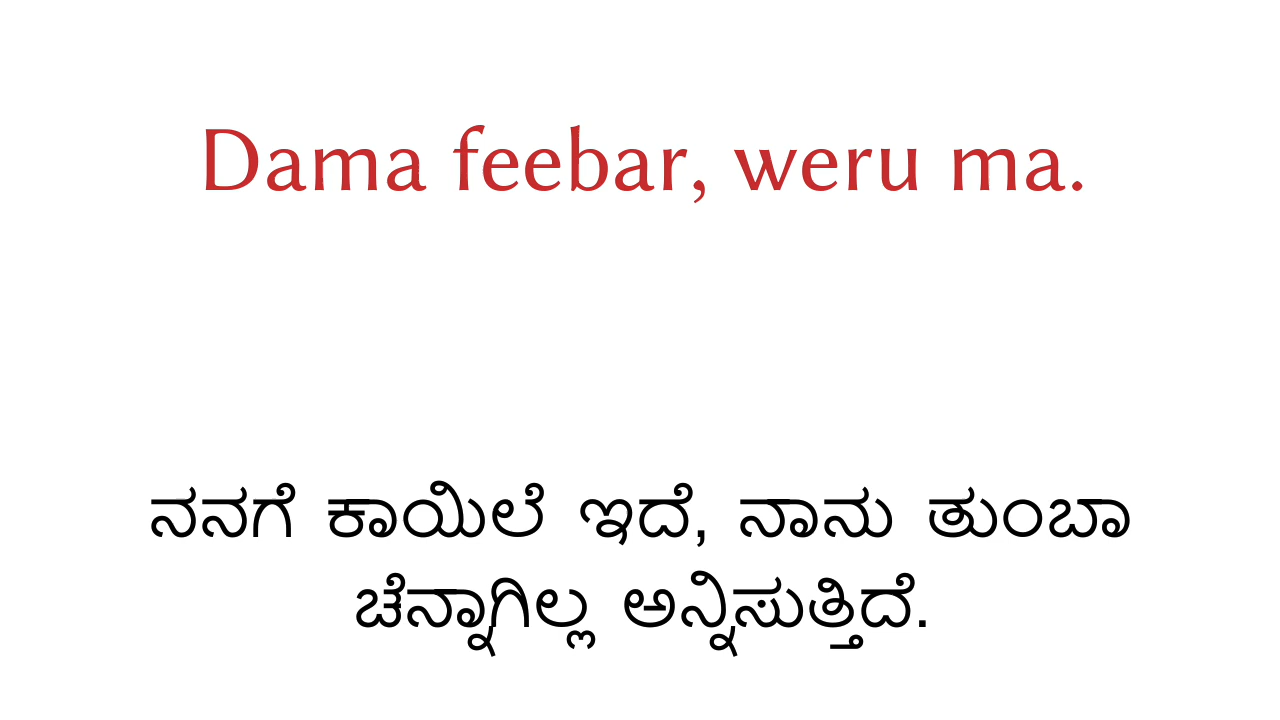 Dama feebar, weru ma.
ನನಗೆ ಕಾಯಿಲೆ ಇದೆ, ನಾನು ತುಂಬಾ
ಚೆನ್ನಾಗಿಲ್ಲ ಅನ್ನಿಸುತ್ತಿದೆ.